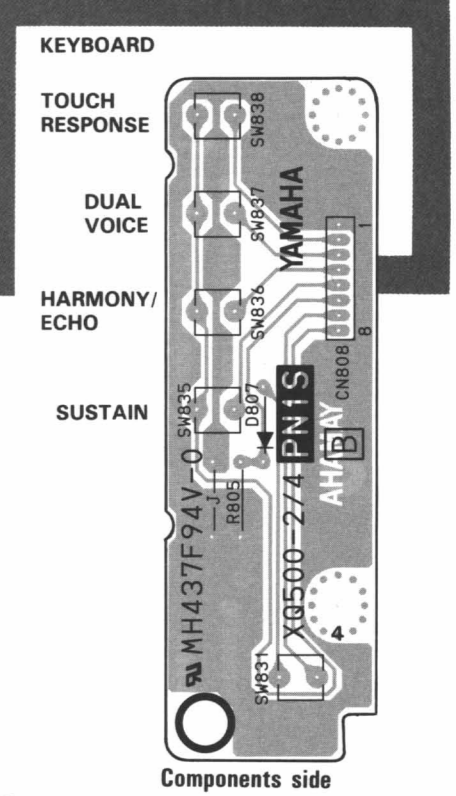 KEYBOARD
TOUCH
RESPONSE
DUAL
VOICE
HARMONY/
ECHO
SUSTAIN
SW838
SW837
SW836
SW835
YAMAHA
1
8
CN808
D807
PN1S
B
J
R805
MH437F94V-0
XQ500-2/4
4
SW831
Components side